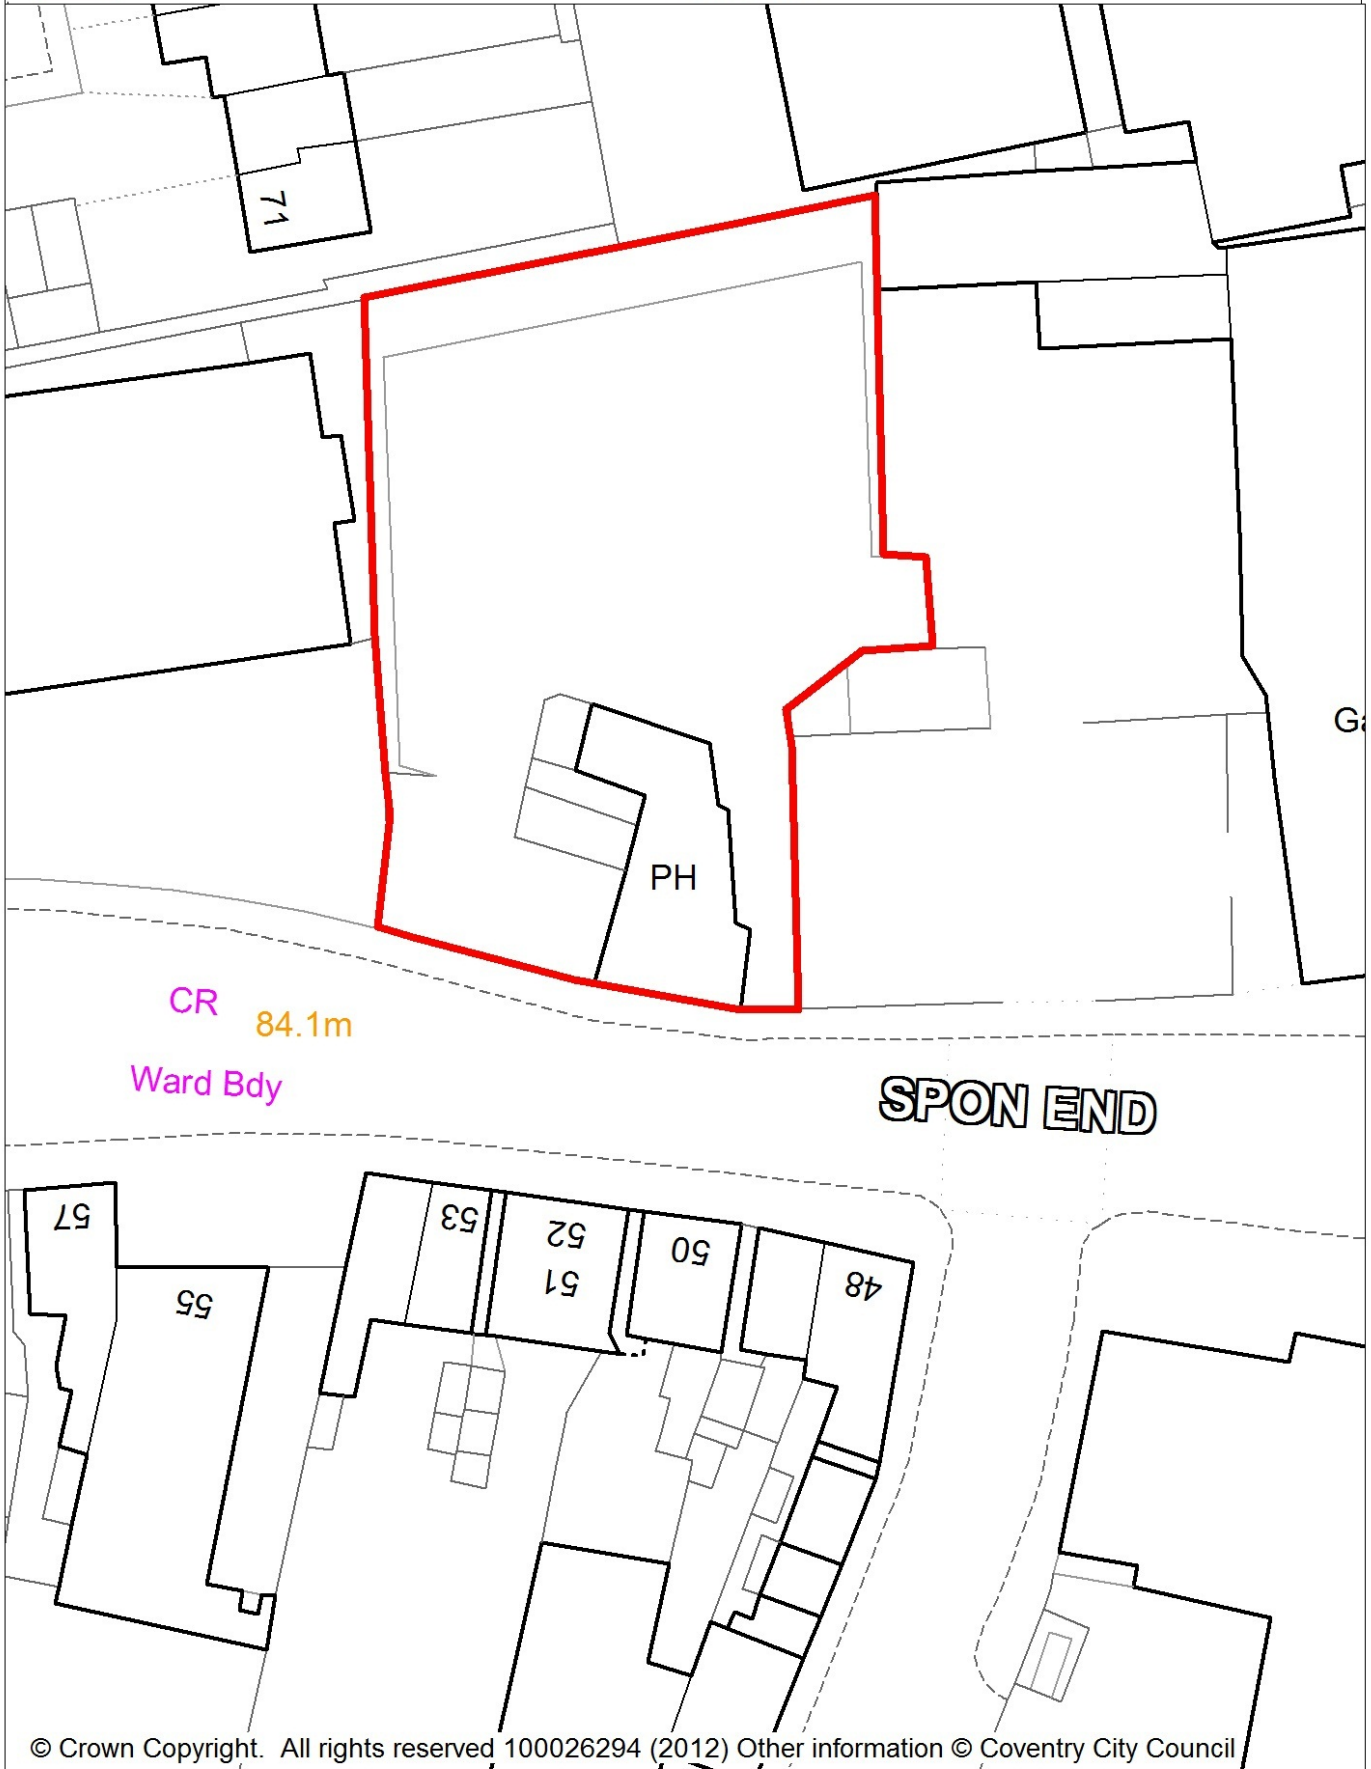 71
Ga
PH
CR
84.1m
Ward Bdy
SPON END
57
53
52
50
51
55
48
© Crown Copyright.  All rights reserved 100026294 (2012) Other information © Coventry City Council